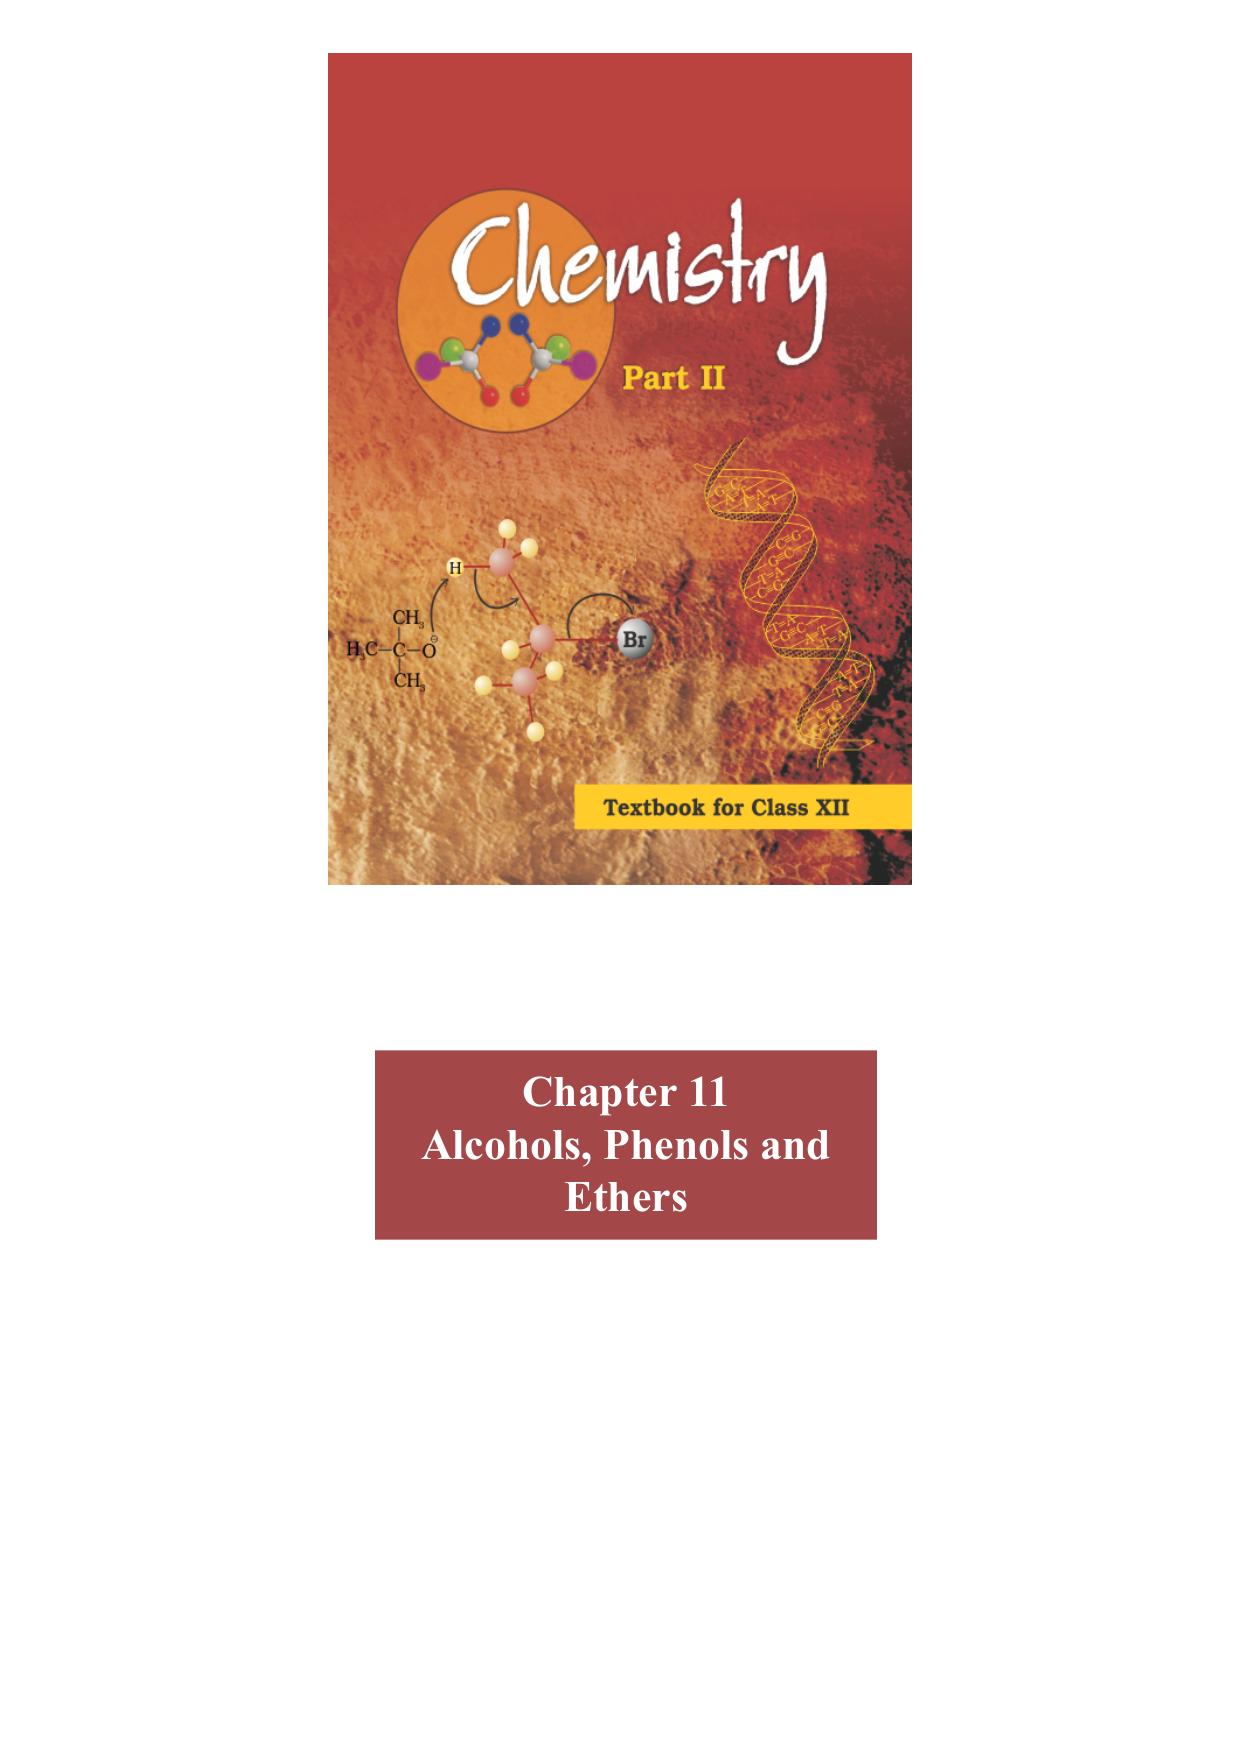 Chemistry
Part II
H
CH₃
H₃C–C–O⊖
CH₃
Br
Textbook for Class XII
Chapter 11
Alcohols, Phenols and
Ethers